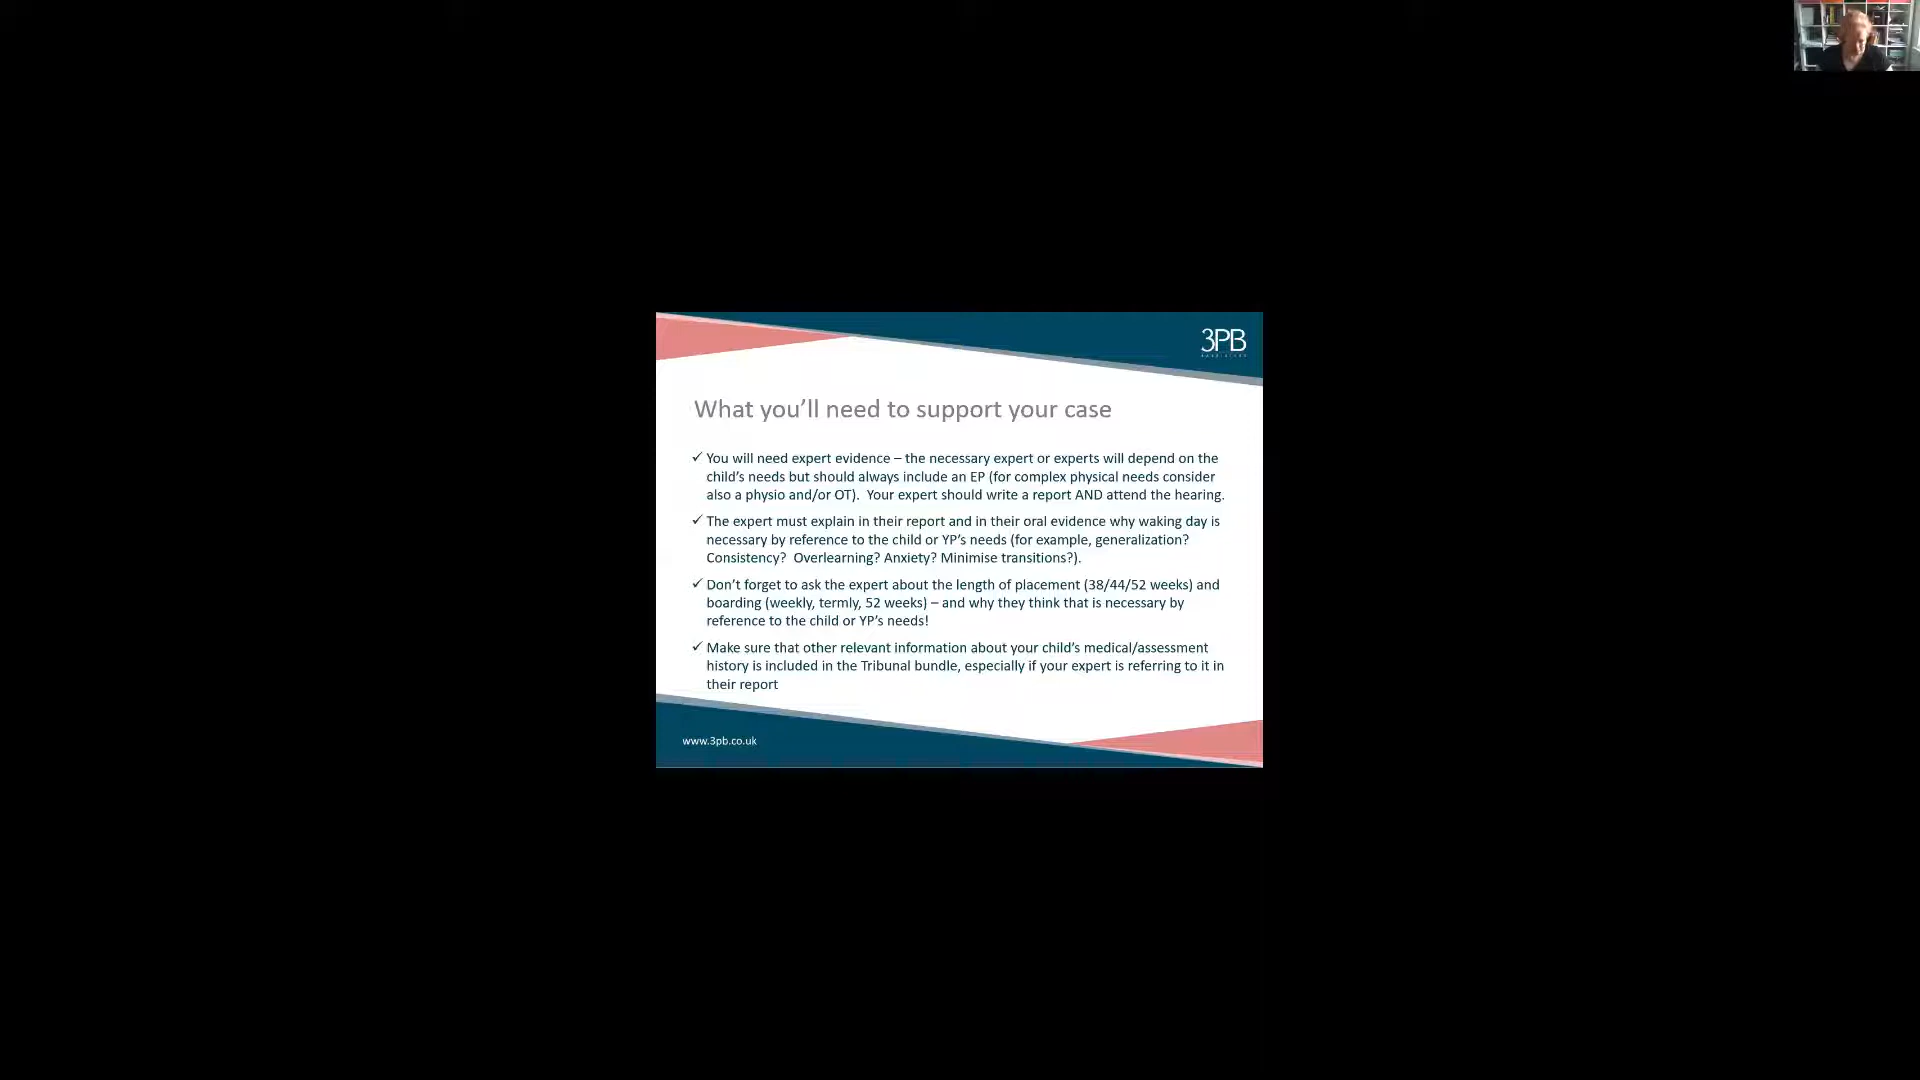 3PB
What you'll need to support your case
✓ You will need expert evidence – the necessary expert or experts will depend on the
child's needs but should always include an EP (for complex physical needs consider
also a physio and/or OT).  Your expert should write a report AND attend the hearing.
✓ The expert must explain in their report and in their oral evidence why waking day is
necessary by reference to the child or YP's needs (for example, generalization?
Consistency?  Overlearning? Anxiety? Minimise transitions?).
✓ Don't forget to ask the expert about the length of placement (38/44/52 weeks) and
boarding (weekly, termly, 52 weeks) – and why they think that is necessary by
reference to the child or YP's needs!
✓ Make sure that other relevant information about your child's medical/assessment
history is included in the Tribunal bundle, especially if your expert is referring to it in
their report
www.3pb.co.uk